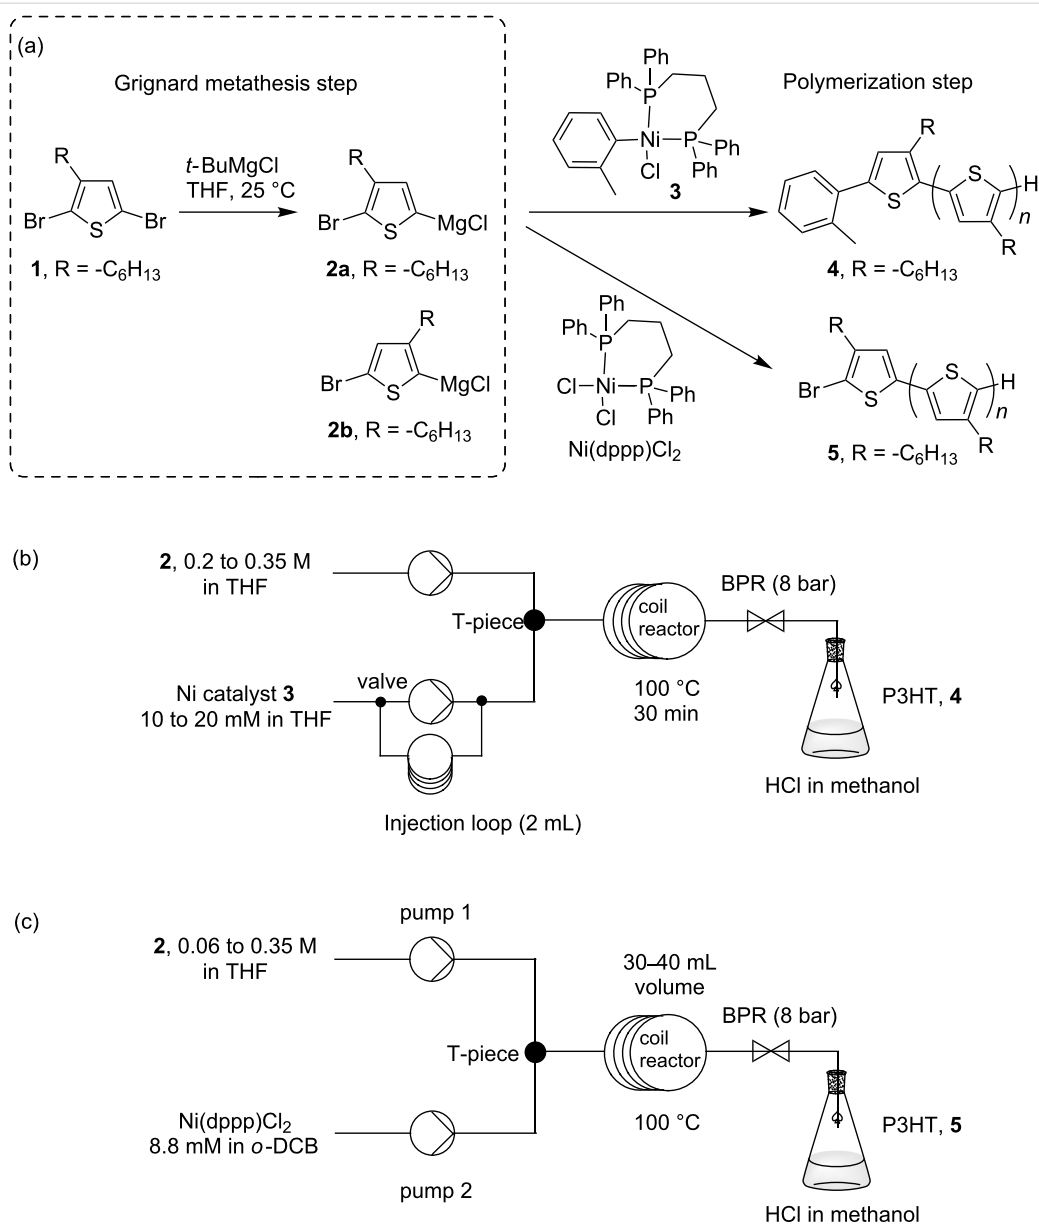 (a)
Grignard metathesis step
R
Br
S
Br
1, R = -C₆H₁₃
t-BuMgCl
THF, 25 °C
R
Br
S
MgCl
2a, R = -C₆H₁₃
R
Br
S
MgCl
2b, R = -C₆H₁₃
Ph
Ph
P
Ni
P
Ph
Ph
Cl
3
Ph
Ph
P
Cl
Ni
P
Ph
Ph
Cl
Ni(dppp)Cl₂
Polymerization step
R
S
S
H
n
R
4, R = -C₆H₁₃
R
Br
S
S
H
n
R
5, R = -C₆H₁₃
(b)
2, 0.2 to 0.35 M
in THF
T-piece
Ni catalyst 3
10 to 20 mM in THF
valve
Injection loop (2 mL)
coil
reactor
100 °C
30 min
BPR (8 bar)
P3HT, 4
HCl in methanol
(c)
pump 1
2, 0.06 to 0.35 M
in THF
T-piece
Ni(dppp)Cl₂
8.8 mM in o-DCB
pump 2
30–40 mL
volume
coil
reactor
100 °C
BPR (8 bar)
P3HT, 5
HCl in methanol